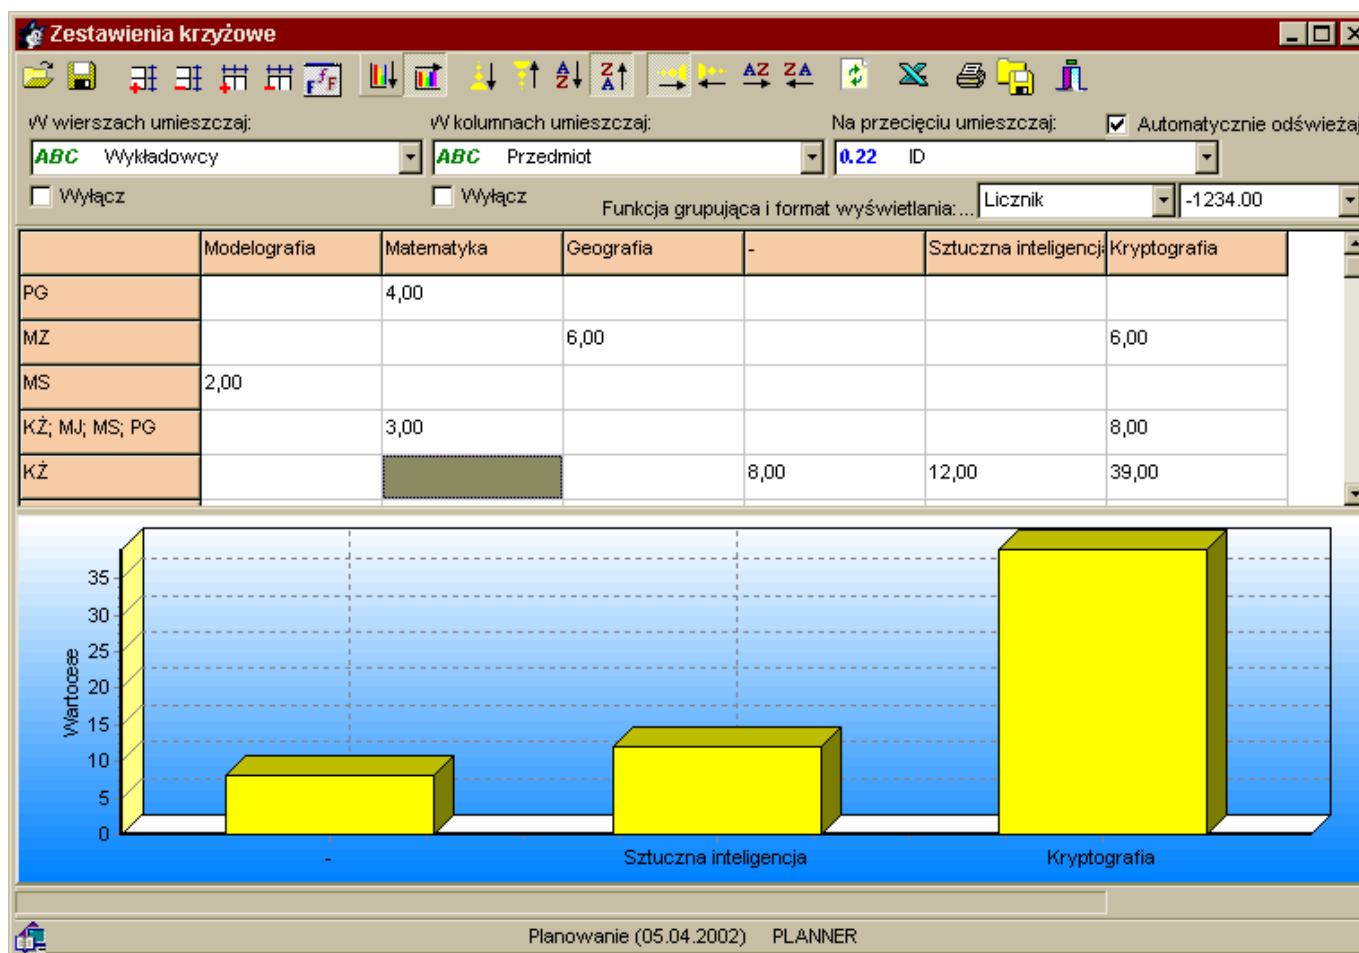 Zestawienia krzyżowe
W wierszach umieszczaj: W kolumnach umieszczaj: Na przecięciu umieszczaj: Automatycznie odświeżaj
ABC Wykładowcy ABC Przedmiot 0.22 ID
Wyłącz Wyłącz Funkcja grupująca i format wyświetlania:... Licznik -1234.00
Modelografia Matematyka Geografia - Sztuczna inteligencja Kryptografia
PG 4,00
MZ 6,00 6,00
MS 2,00
KŻ; MJ; MS; PG 3,00 8,00
KŻ 8,00 12,00 39,00
Wartoœæ
35
30
25
20
15
10
5
0
- Sztuczna inteligencja Kryptografia
Planowanie (05.04.2002) PLANNER